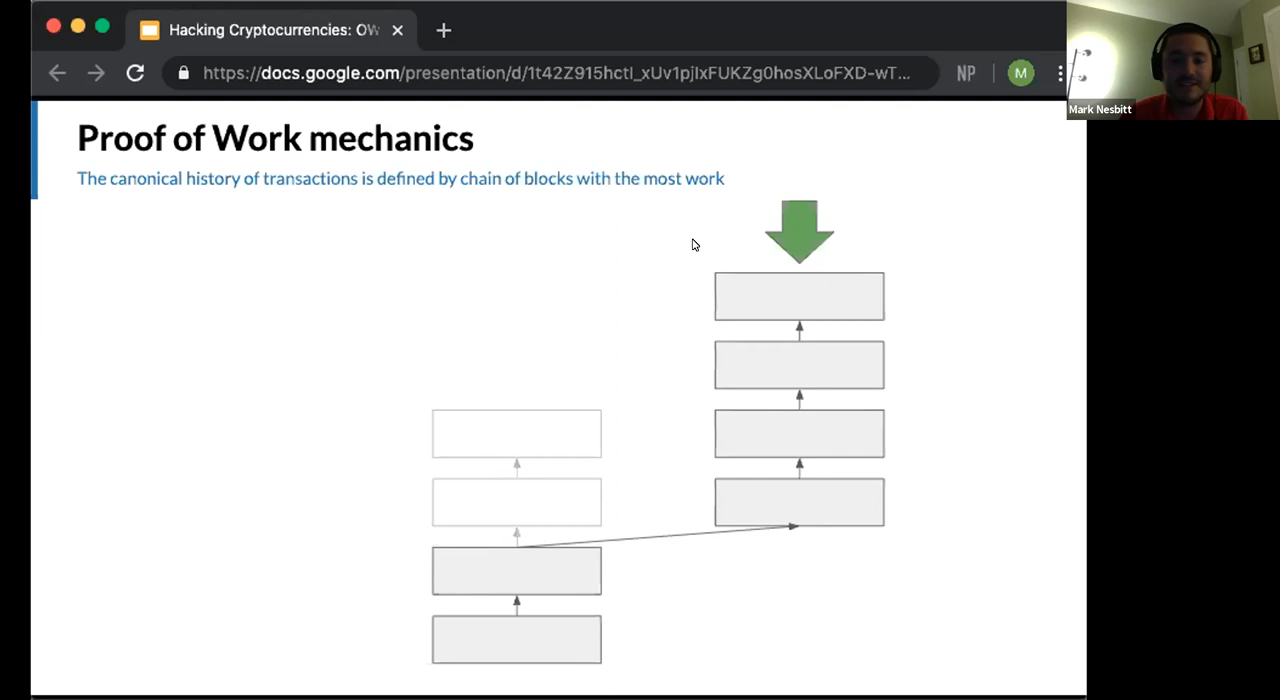 Hacking Cryptocurrencies: OW
https://docs.google.com/presentation/d/1t42Z915hctl_xUv1pjIxFUKZg0hosXLoFXD-wT...
NP
M
Mark Nesbitt
Proof of Work mechanics
The canonical history of transactions is defined by chain of blocks with the most work